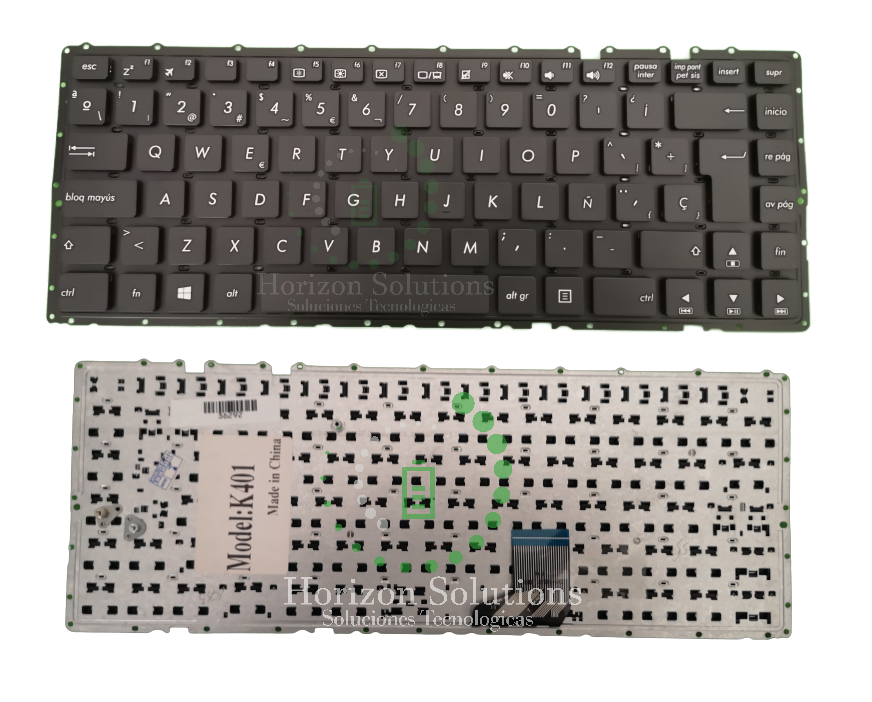 esc zᶻ f1 f2 f3 f4 f5 f6 f7 f8 f9 f10 f11 f12 pausa inter imp pant pet sis insert supr
ª º \ ! 1 | " 2 @ · 3 # $ 4 ~ % 5 € & 6 ¬ / 7 ( 8 ) 9 = 0 ? ' ¿ ¡ inicio
Q W E € R T Y U I O P ^ ` [ * + ] re pág
bloq mayús A S D F G H J K L Ñ ¨ ´ { Ç } av pág
> < Z X C V B N M ; , : . _ - fin
ctrl fn alt alt gr ctrl
Horizon Solutions
Soluciones Tecnologicas
36292
Model:K401
Made in China
Horizon Solutions
Soluciones Tecnologicas